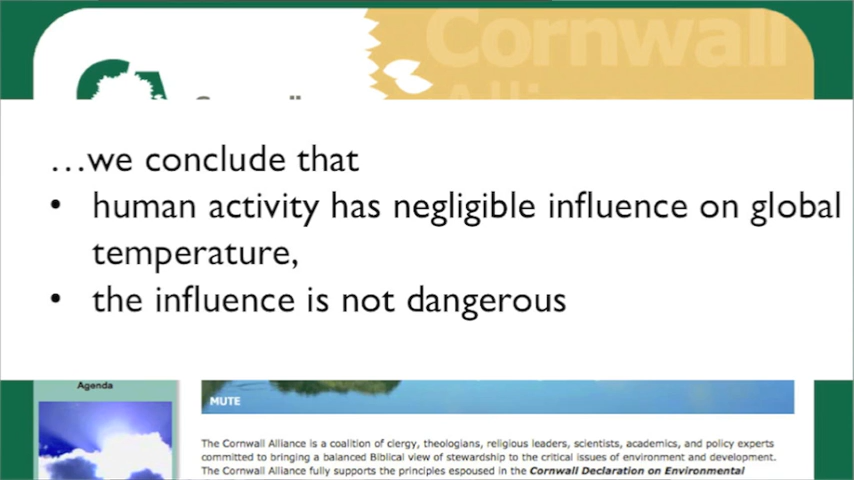 Cornwall
…we conclude that
• human activity has negligible influence on global
temperature,
• the influence is not dangerous
Agenda
MUTE
The Cornwall Alliance is a coalition of clergy, theologians, religious leaders, scientists, academics, and policy experts
committed to bringing a balanced Biblical view of stewardship to the critical issues of environment and development.
The Cornwall Alliance fully supports the principles espoused in the Cornwall Declaration on Environmental